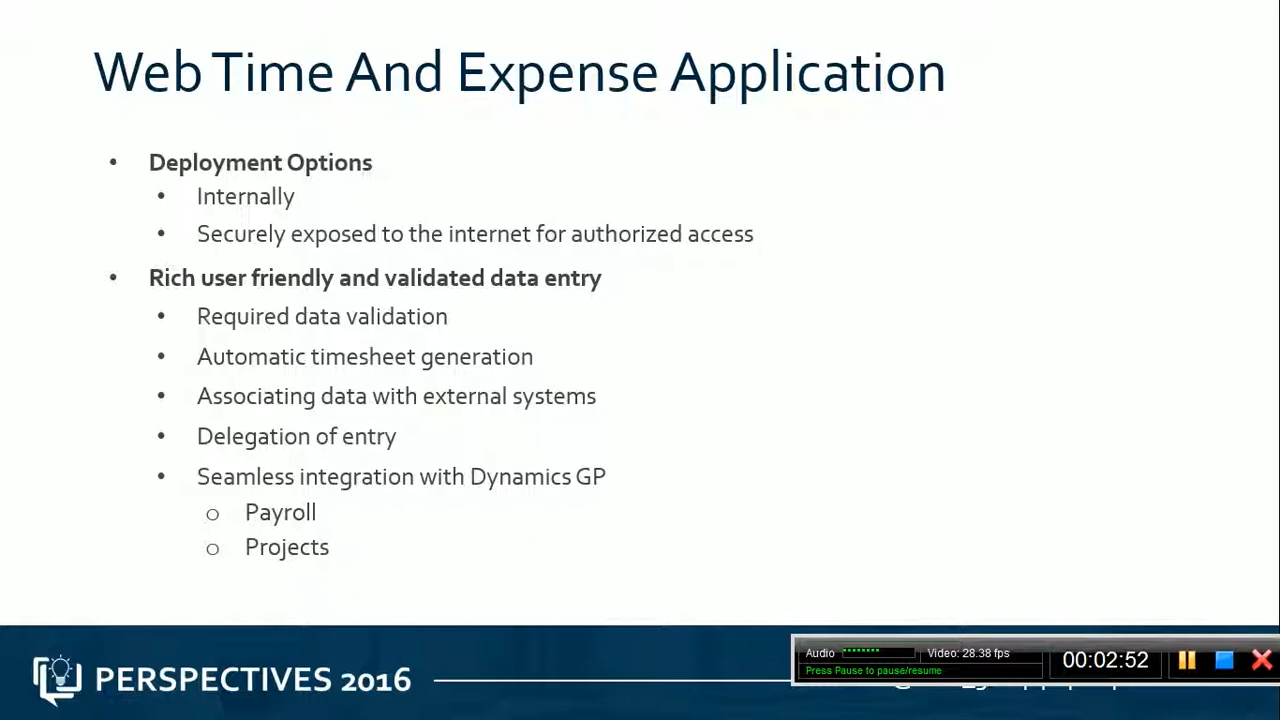 Web Time And Expense Application
• Deployment Options
• Internally
• Securely exposed to the internet for authorized access
• Rich user friendly and validated data entry
• Required data validation
• Automatic timesheet generation
• Associating data with external systems
• Delegation of entry
• Seamless integration with Dynamics GP
o Payroll
o Projects
PERSPECTIVES 2016
Audio
Video: 28.38 fps
Press Pause to pause/resume
00:02:52